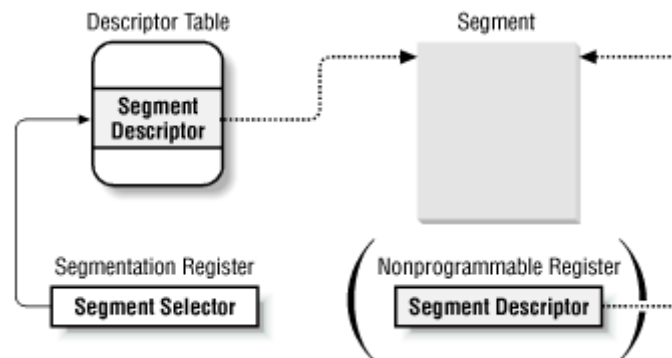 Descriptor Table
Segment
Segment
Descriptor
Segmentation Register
Segment Selector
Nonprogrammable Register
Segment Descriptor